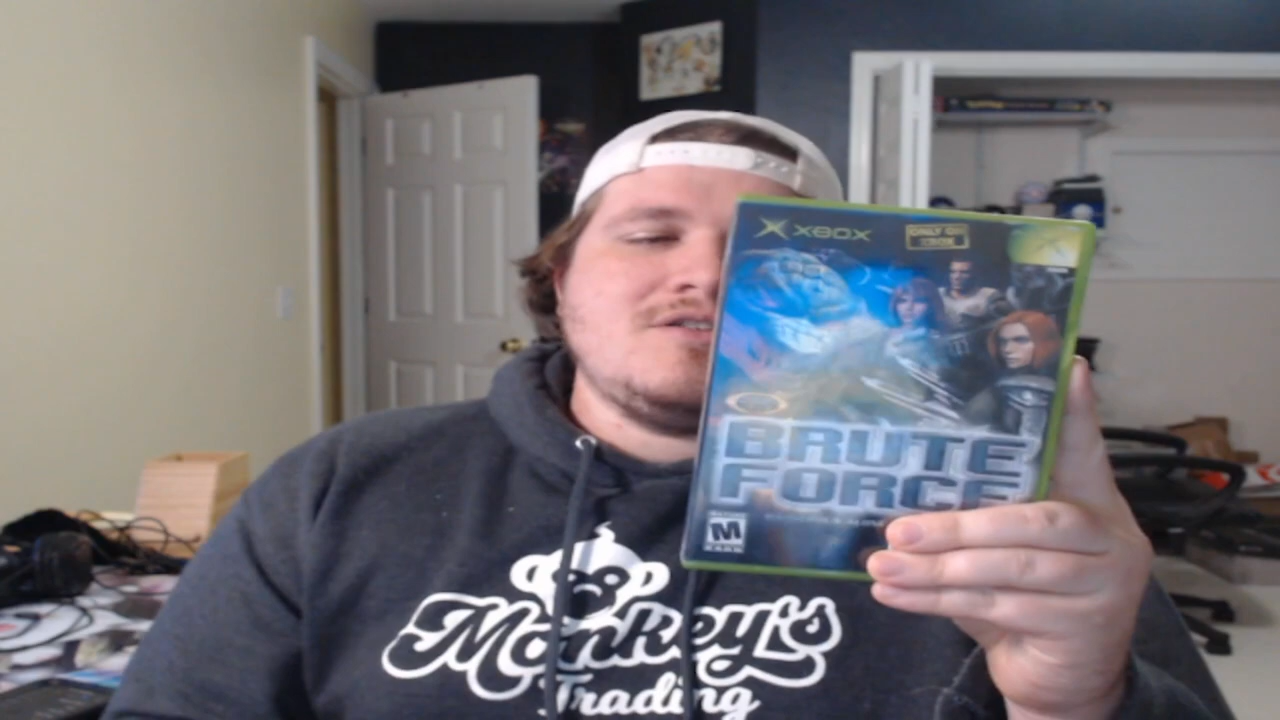 XBOX
ONLY ON
XBOX
BRUTE
FORCE
M
Monkey's
Trading